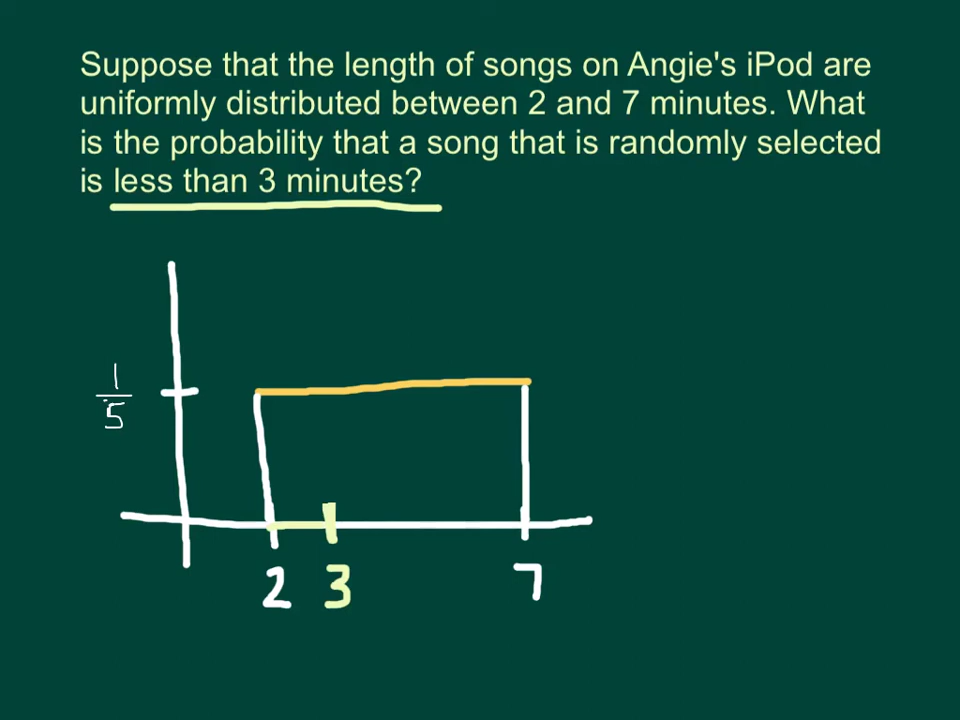 Suppose that the length of songs on Angie's iPod are
uniformly distributed between 2 and 7 minutes. What
is the probability that a song that is randomly selected
is less than 3 minutes?
1
5
2 3 7